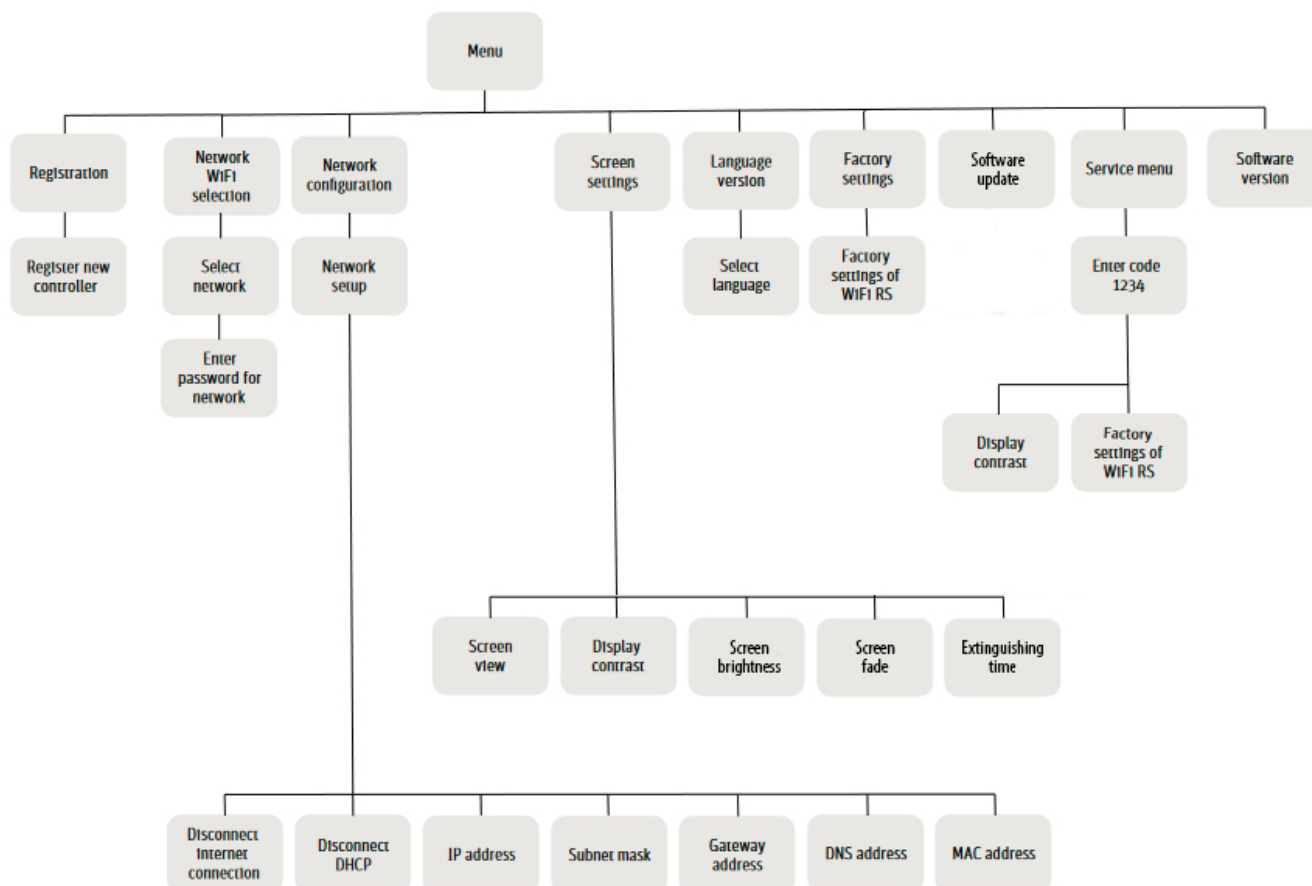 Menu
Registration
Network
WiFi
selection
Network
configuration
Screen
settings
Language
version
Factory
settings
Software
update
Service menu
Software
version
Register new
controller
Select
network
Network
setup
Select
language
Factory
settings of
WiFi RS
Enter code
1234
Enter
password for
network
Display
contrast
Factory
settings of
WiFi RS
Screen
view
Display
contrast
Screen
brightness
Screen
fade
Extinguishing
time
Disconnect
internet
connection
Disconnect
DHCP
IP address
Subnet mask
Gateway
address
DNS address
MAC address